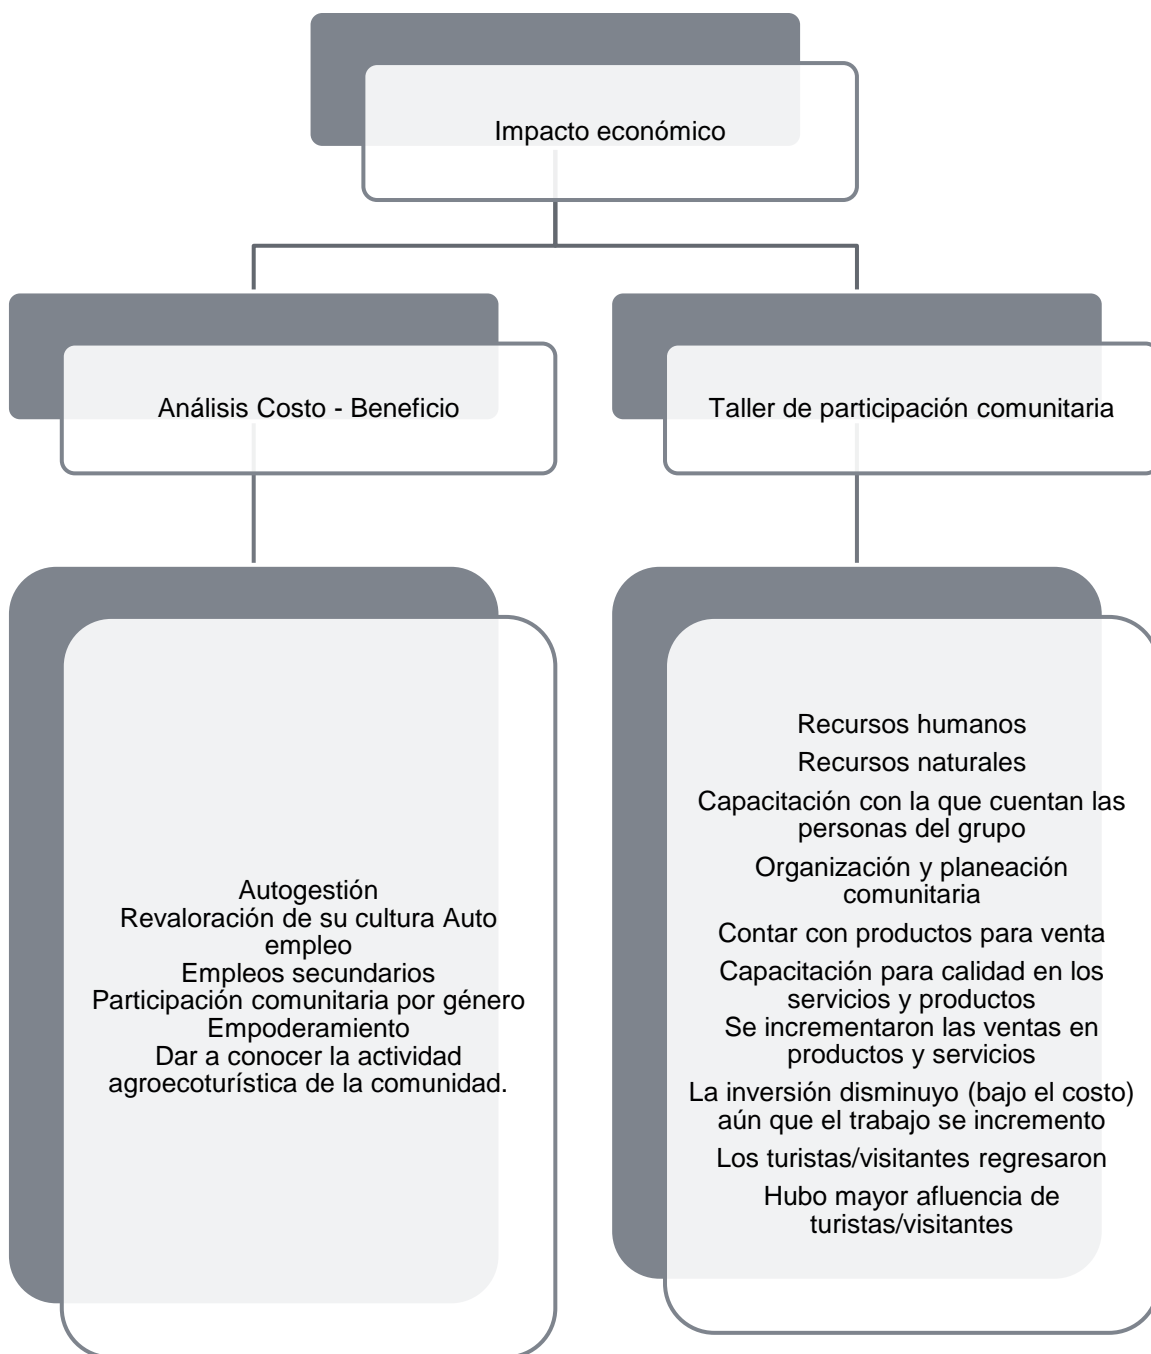 Impacto económico
Análisis Costo - Beneficio
Taller de participación comunitaria
Autogestión
Revaloración de su cultura Auto
empleo
Empleos secundarios
Participación comunitaria por género
Empoderamiento
Dar a conocer la actividad
agroecoturística de la comunidad.
Recursos humanos
Recursos naturales
Capacitación con la que cuentan las
personas del grupo
Organización y planeación
comunitaria
Contar con productos para venta
Capacitación para calidad en los
servicios y productos
Se incrementaron las ventas en
productos y servicios
La inversión disminuyo (bajo el costo)
aún que el trabajo se incremento
Los turistas/visitantes regresaron
Hubo mayor afluencia de
turistas/visitantes